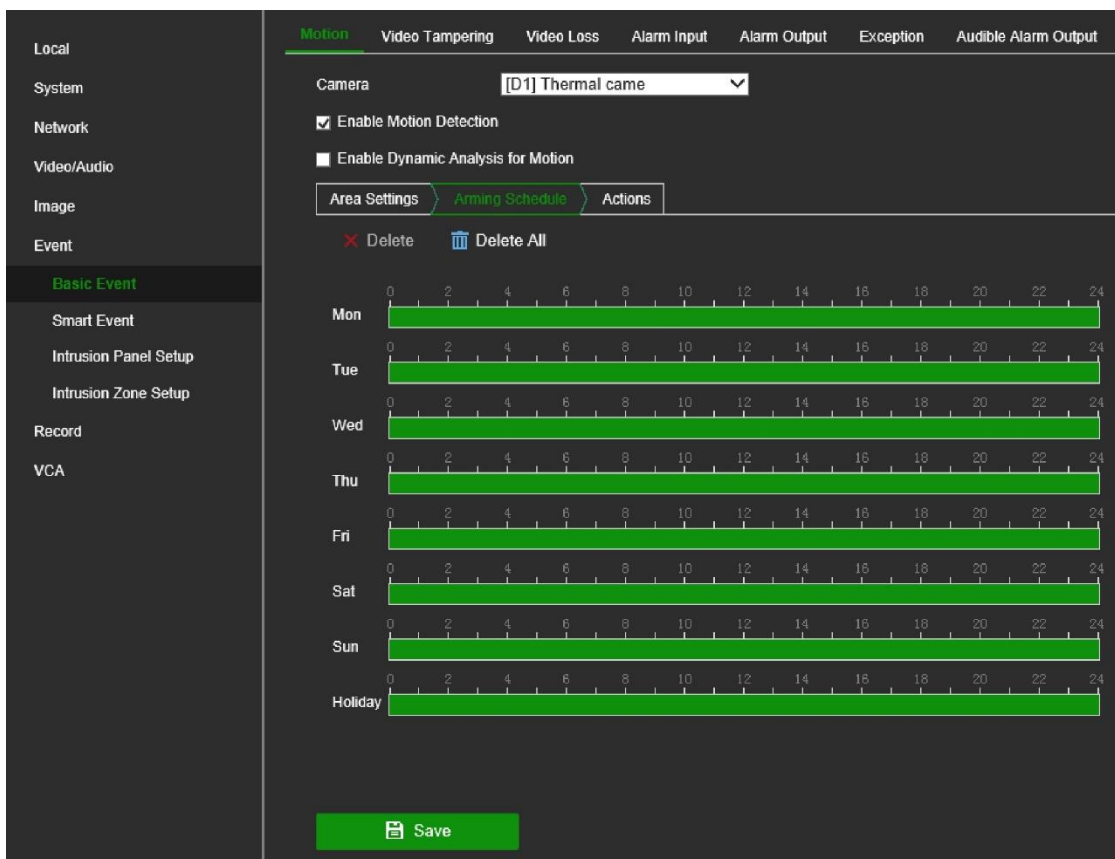 Local
System
Network
Video/Audio
Image
Event
Basic Event
Smart Event
Intrusion Panel Setup
Intrusion Zone Setup
Record
VCA
Motion Video Tampering Video Loss Alarm Input Alarm Output Exception Audible Alarm Output
Camera [D1] Thermal came
Enable Motion Detection
Enable Dynamic Analysis for Motion
Area Settings Arming Schedule Actions
Delete Delete All
0 2 4 6 8 10 12 14 16 18 20 22 24
Mon
0 2 4 6 8 10 12 14 16 18 20 22 24
Tue
0 2 4 6 8 10 12 14 16 18 20 22 24
Wed
0 2 4 6 8 10 12 14 16 18 20 22 24
Thu
0 2 4 6 8 10 12 14 16 18 20 22 24
Fri
0 2 4 6 8 10 12 14 16 18 20 22 24
Sat
0 2 4 6 8 10 12 14 16 18 20 22 24
Sun
0 2 4 6 8 10 12 14 16 18 20 22 24
Holiday
Save